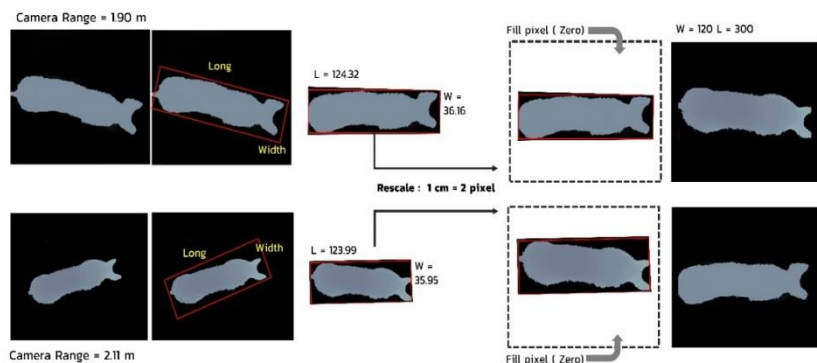 Camera Range = 1.90 m
Long
Width
L = 124.32
W =
36.16
Fill pixel ( Zero)
W = 120 L = 300
Rescale : 1 cm = 2 pixel
Long
Width
L = 123.99
W =
35.95
Camera Range = 2.11 m
Fill pixel ( Zero)